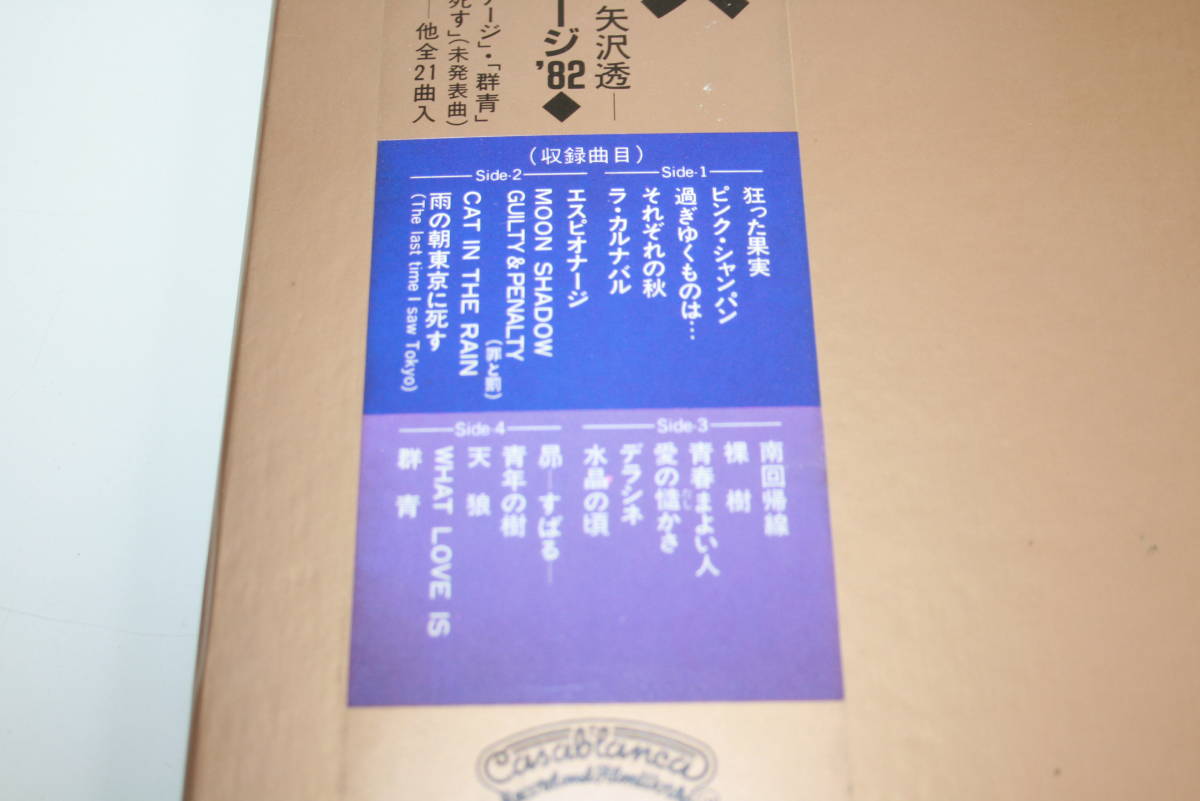 矢沢透―
ージ'82◆
ナージ」・「群青」
死す」(未発表曲)
―他全21曲入
(収録曲目)
Side・1
狂った果実
ピンク・シャンパン
過ぎゆくものは…
それぞれの秋
ラ・カルナバル
Side・2
エスピオナージ
MOON SHADOW
GUILTY&PENALTY
(罪と罰)
CAT IN THE RAIN
雨の朝東京に死す
(The last time I saw Tokyo)
Side・3
南回帰線
裸樹
青春まよい人
愛の懐かさ
デラシネ
水晶の頃
Side・4
昴―すばる―
青年の樹
天狼
WHAT LOVE IS
群青
Casablanca
Record and FilmWorks